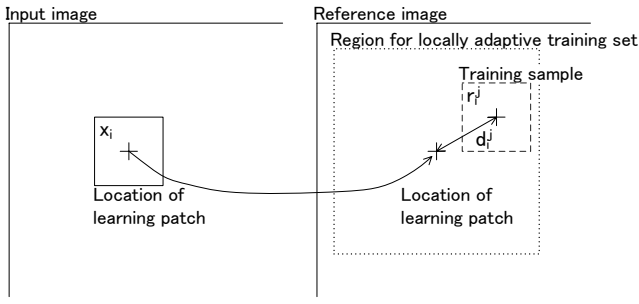 Input image
Reference image
Region for locally adaptive training set
Training sample
r_i^j
x_i
d_i^j
Location of
learning patch
Location of
learning patch